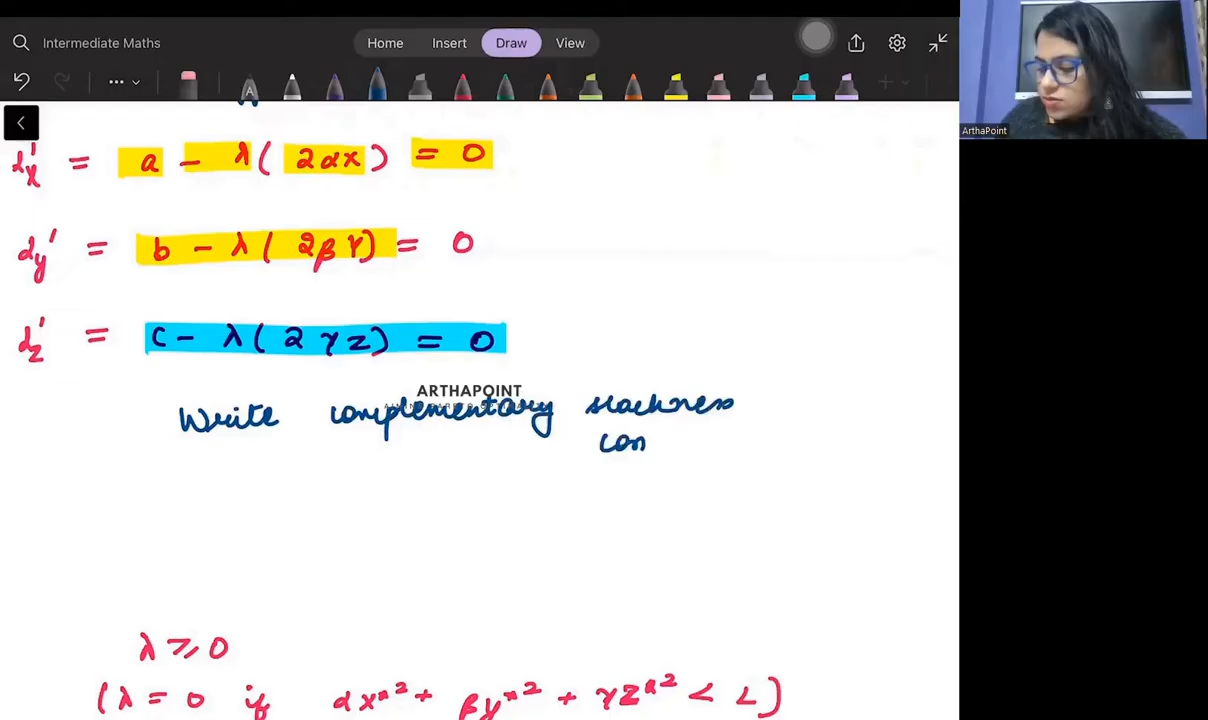 Intermediate Maths
Home Insert Draw View
A
ArthaPoint
𝓛'x = a - λ(2αx) = 0
𝓛'y = b - λ(2βy) = 0
𝓛'z = c - λ(2γz) = 0
ARTHAPOINT
Write complementary slackness
con
λ ≥ 0
(λ = 0 if αx*² + βy*² + γz*² < L)